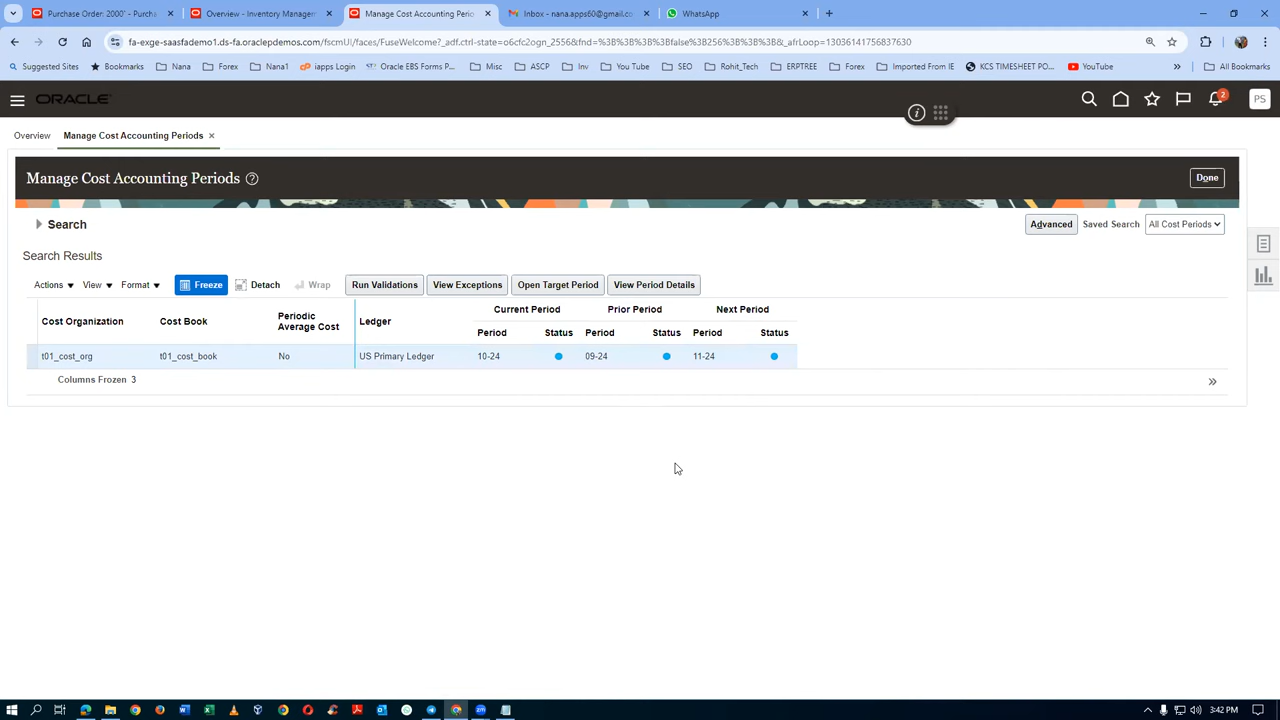 Purchase Order: 2000" - Purcha
Overview - Inventory Managem
Manage Cost Accounting Perio
Inbox - nana.apps60@gmail.co
WhatsApp
fa-exge-saasfademo1.ds-fa.oraclepdemos.com/fscmUI/faces/FuseWelcome?_adf.ctrl-state=o6cfc2ogn_2556&fnd=%3B%3B%3B%3Bfalse%3B256%3B%3B%3B&_afrLoop=13036141756837630
Suggested Sites
Bookmarks
Nana
Forex
Nana1
iapps Login
Oracle EBS Forms P...
Misc
ASCP
Inv
You Tube
SEO
Rohit_Tech
ERPTREE
Forex
Imported From IE
KCS TIMESHEET PO...
YouTube
All Bookmarks
ORACLE
2
PS
Overview
Manage Cost Accounting Periods
Manage Cost Accounting Periods
Done
Search
Advanced
Saved Search
All Cost Periods
Search Results
Actions
View
Format
Freeze
Detach
Wrap
Run Validations
View Exceptions
Open Target Period
View Period Details
Cost Organization
Cost Book
Periodic Average Cost
Ledger
Current Period
Prior Period
Next Period
Period
Status
Period
Status
Period
Status
t01_cost_org
t01_cost_book
No
US Primary Ledger
10-24
09-24
11-24
Columns Frozen 3
3:42 PM